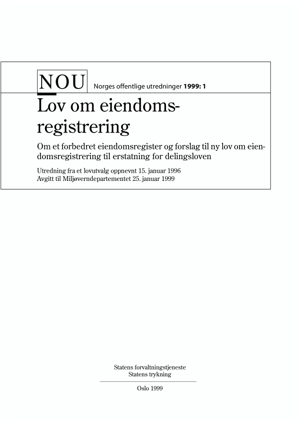 NOU Norges offentlige utredninger 1999: 1
Lov om eiendoms-
registrering
Om et forbedret eiendomsregister og forslag til ny lov om eien-
domsregistrering til erstatning for delingsloven
Utredning fra et lovutvalg oppnevnt 15. januar 1996
Avgitt til Miljøverndepartementet 25. januar 1999
Statens forvaltningstjeneste
Statens trykning
Oslo 1999